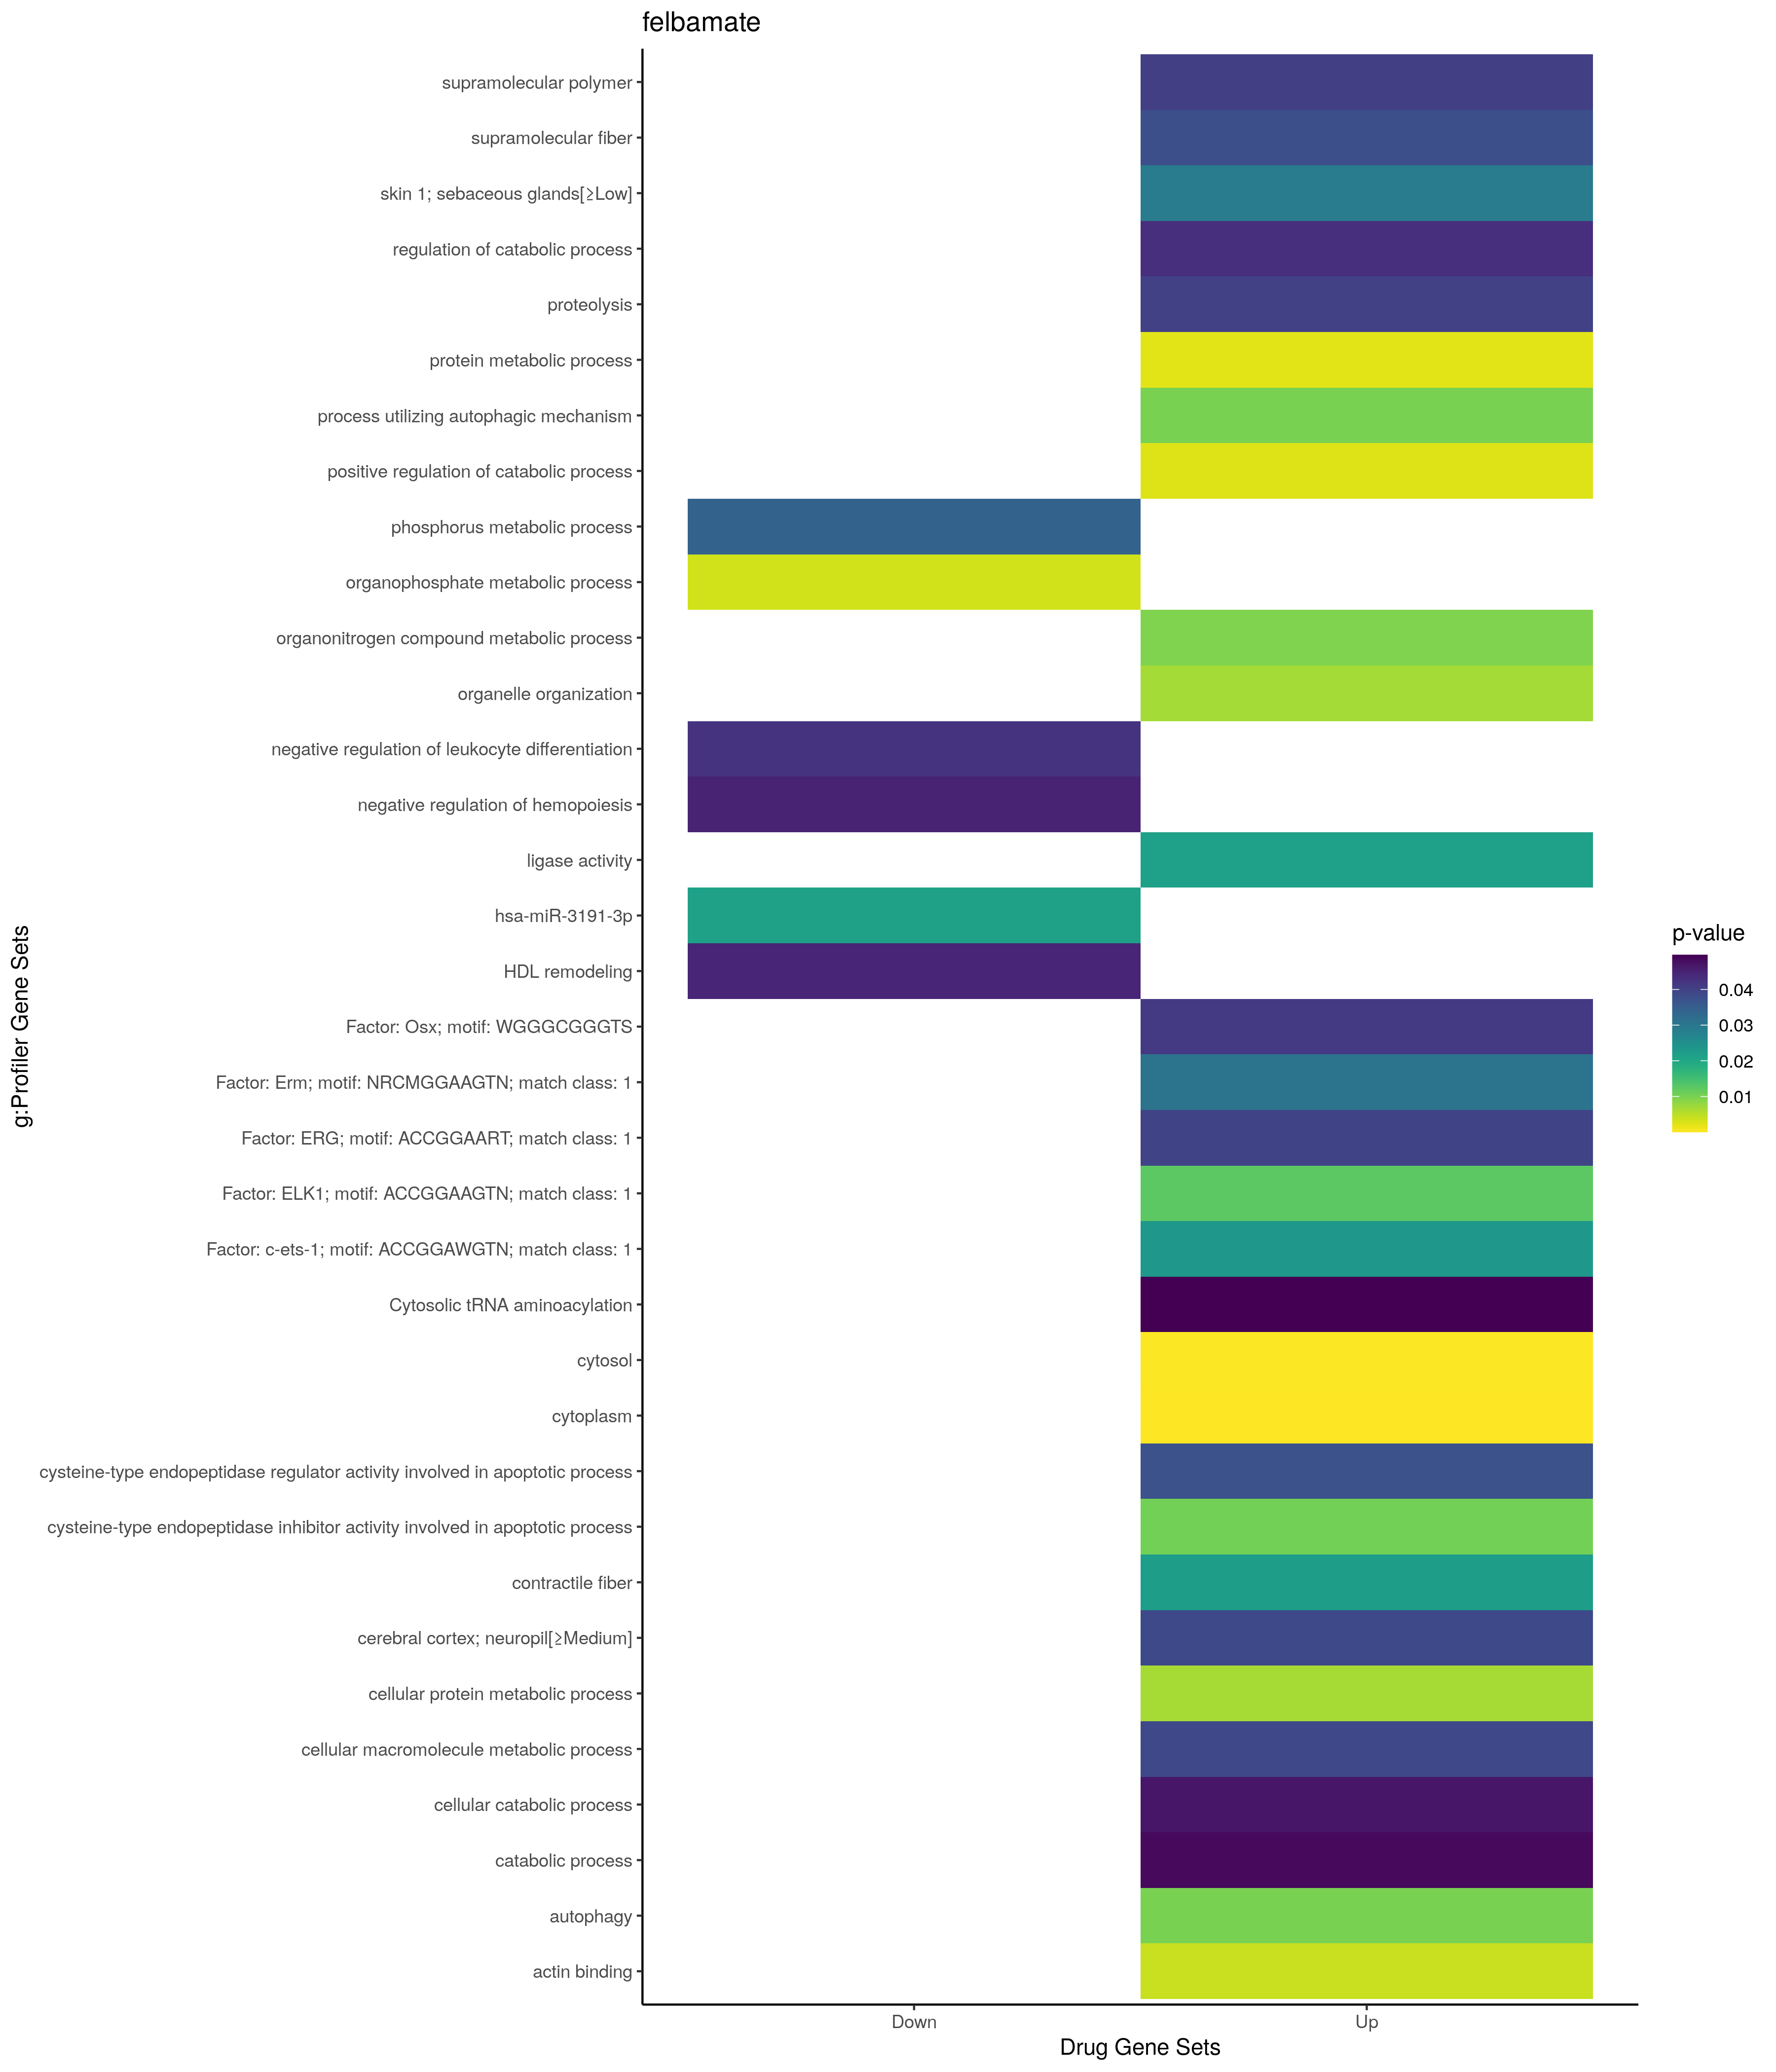 felbamate
supramolecular polymer
supramolecular fiber
skin 1; sebaceous glands[≥Low]
regulation of catabolic process
proteolysis
protein metabolic process
process utilizing autophagic mechanism
positive regulation of catabolic process
phosphorus metabolic process
organophosphate metabolic process
organonitrogen compound metabolic process
organelle organization
negative regulation of leukocyte differentiation
negative regulation of hemopoiesis
ligase activity
hsa-miR-3191-3p
HDL remodeling
Factor: Osx; motif: WGGGCGGGTS
Factor: Erm; motif: NRCMGGAAGTN; match class: 1
Factor: ERG; motif: ACCGGAART; match class: 1
Factor: ELK1; motif: ACCGGAAGTN; match class: 1
Factor: c-ets-1; motif: ACCGGAWGTN; match class: 1
Cytosolic tRNA aminoacylation
cytosol
cytoplasm
cysteine-type endopeptidase regulator activity involved in apoptotic process
cysteine-type endopeptidase inhibitor activity involved in apoptotic process
contractile fiber
cerebral cortex; neuropil[≥Medium]
cellular protein metabolic process
cellular macromolecule metabolic process
cellular catabolic process
catabolic process
autophagy
actin binding
g:Profiler Gene Sets
Down
Up
Drug Gene Sets
p-value
0.04
0.03
0.02
0.01